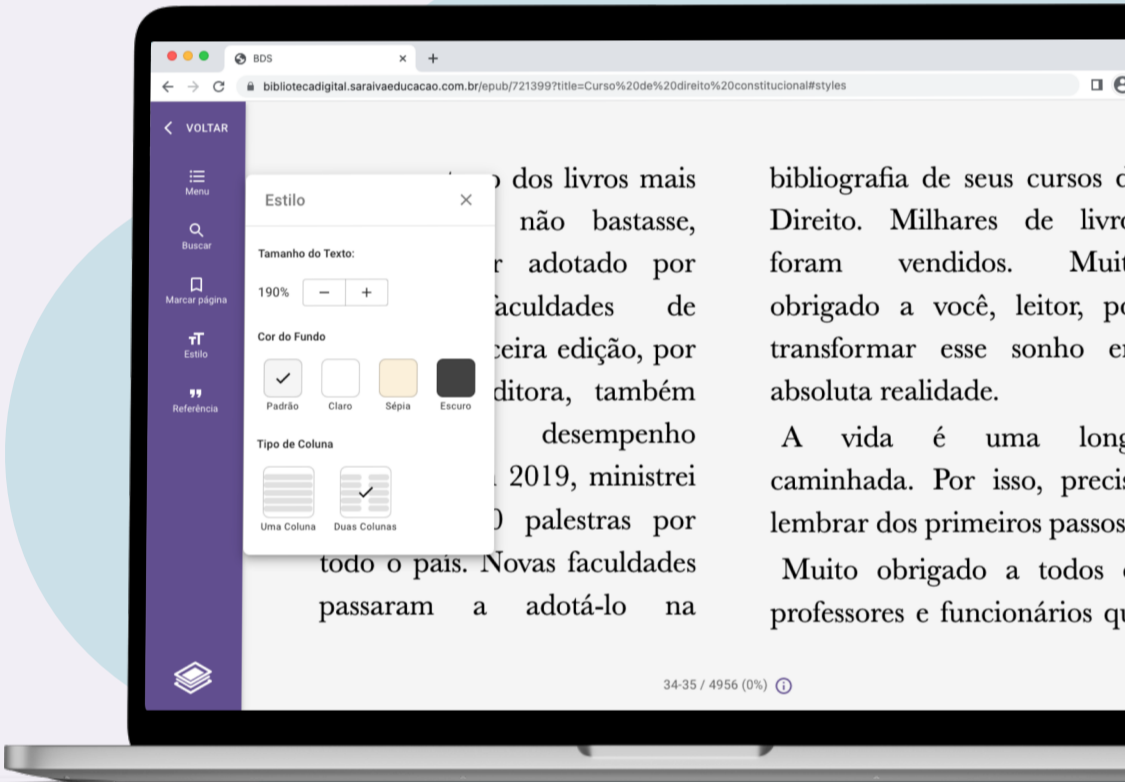 BDS
bibliotecadigital.saraivaeducacao.com.br/epub/721399?title=Curso%20de%20direito%20constitucional#styles
VOLTAR
Menu
Buscar
Marcar página
Estilo
Referência
Estilo
Tamanho do Texto:
190%
Cor do Fundo
Padrão Claro Sépia Escuro
Tipo de Coluna
Uma Coluna Duas Colunas
dos livros mais
não bastasse,
adotado por
de
edição, por
também
desempenho
2019, ministrei
palestras por
todo o país. Novas faculdades
passaram a adotá-lo na
bibliografia de seus cursos
Direito. Milhares de
foram vendidos.
obrigado a você, leitor,
transformar esse sonho
absoluta realidade.
A vida é uma
caminhada. Por isso,
lembrar dos primeiros passos
Muito obrigado a todos
professores e funcionários
34-35 / 4956 (0%)